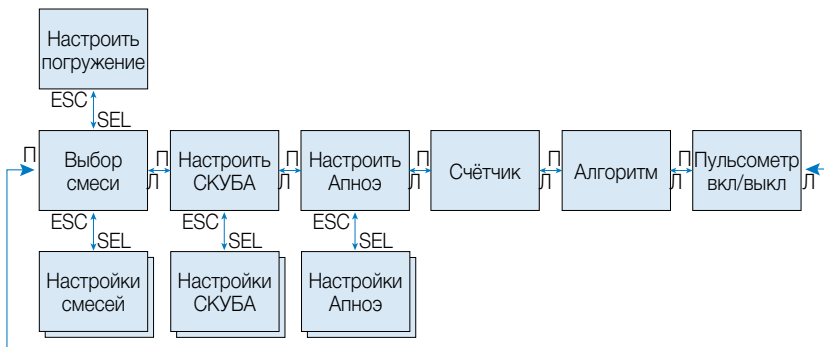 Настроить
погружение
ESC
SEL
П
Выбор
смеси
П
Л
Настроить
СКУБА
П
Л
Настроить
Апноэ
П
Л
Счётчик
П
Л
Алгоритм
П
Л
Пульсометр
вкл/выкл
Л
ESC
SEL
ESC
SEL
ESC
SEL
Настройки
смесей
Настройки
СКУБА
Настройки
Апноэ